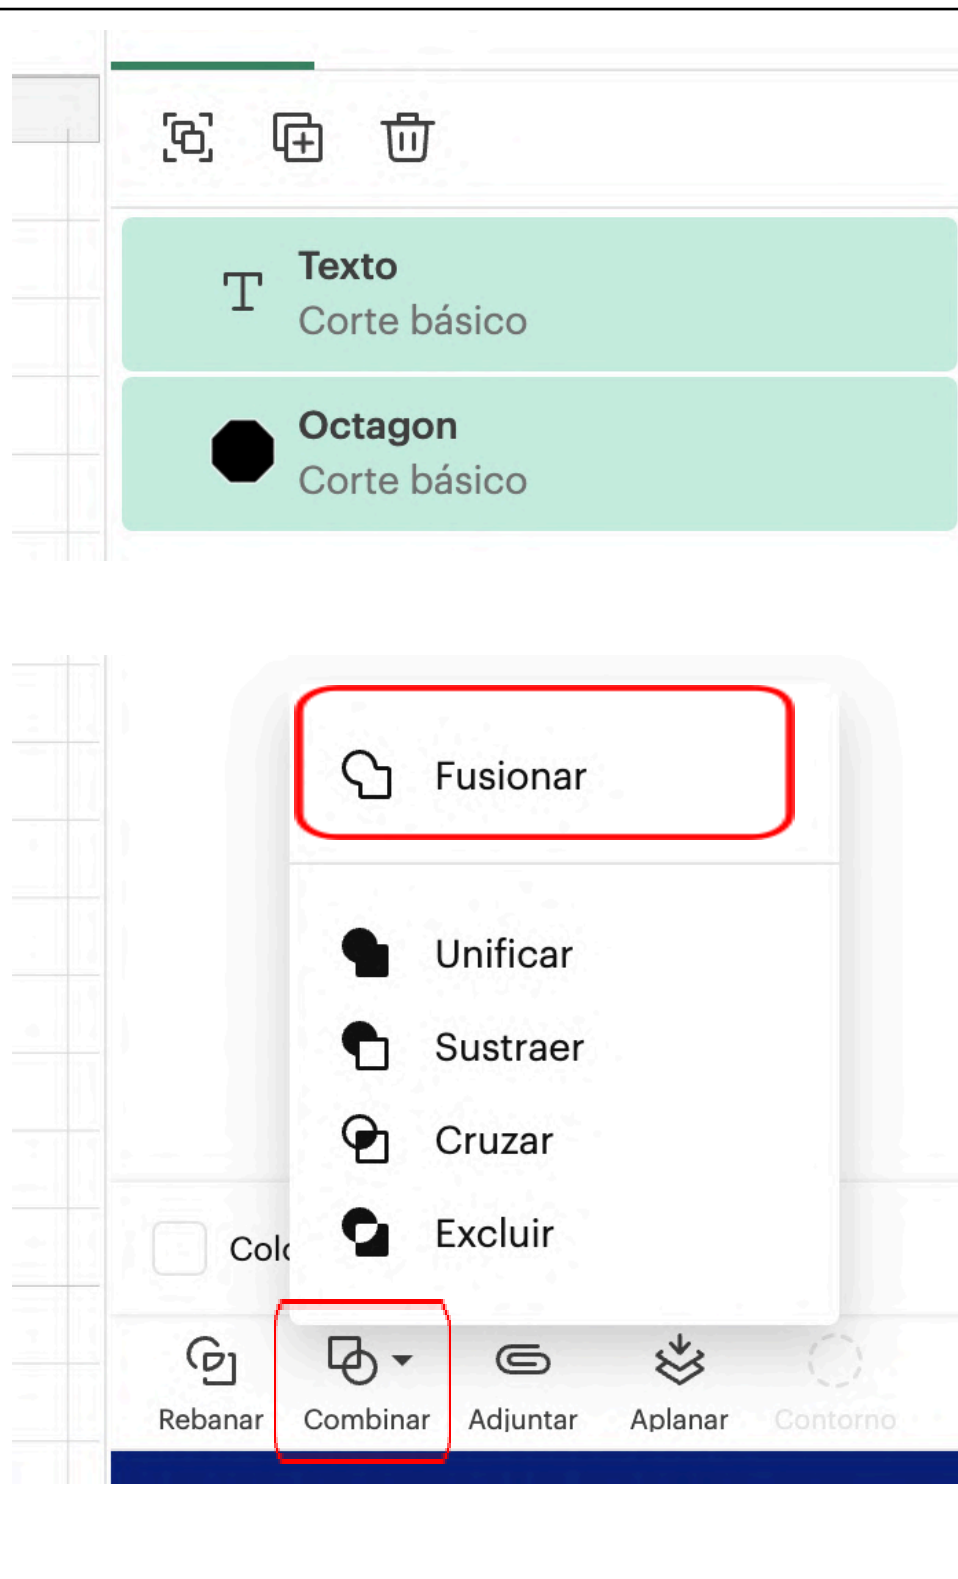 Texto
Corte básico
Octagon
Corte básico
Fusionar
Unificar
Sustraer
Cruzar
Excluir
Rebanar Combinar Adjuntar Aplanar Contorno